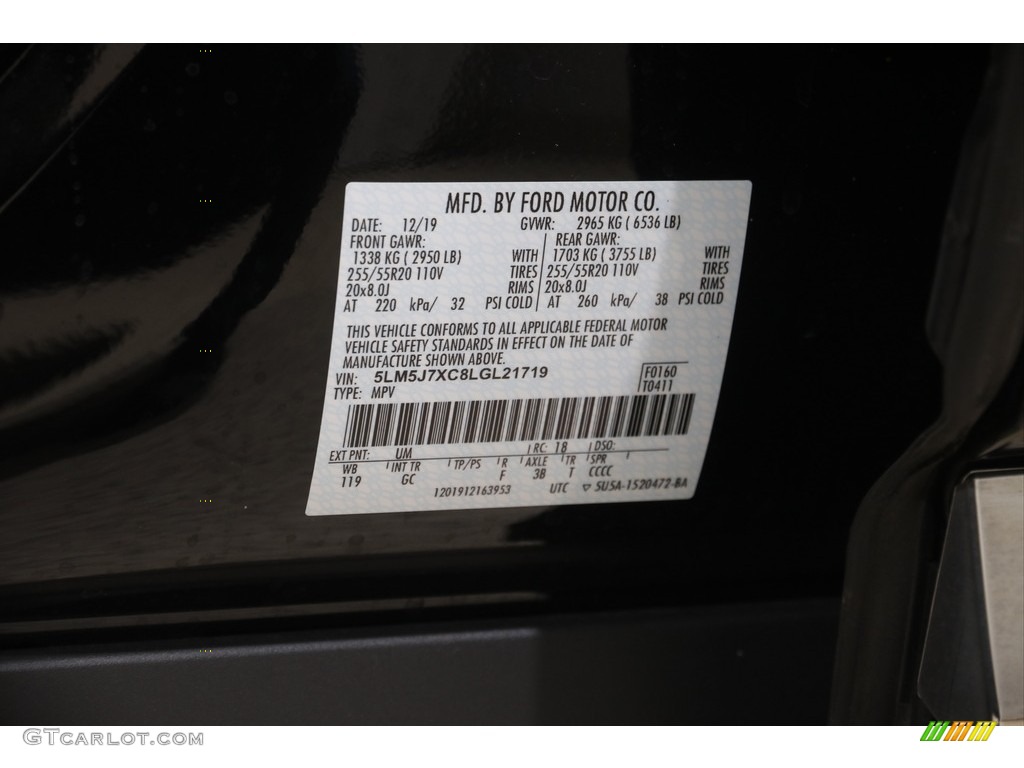 MFD. BY FORD MOTOR CO.
DATE: 12/19 GVWR: 2965 KG ( 6536 LB)
FRONT GAWR: REAR GAWR:
1338 KG ( 2950 LB) WITH 1703 KG ( 3755 LB) WITH
255/55R20 110V TIRES 255/55R20 110V TIRES
20x8.0J RIMS 20x8.0J RIMS
AT 220 kPa/ 32 PSI COLD AT 260 kPa/ 38 PSI COLD
THIS VEHICLE CONFORMS TO ALL APPLICABLE FEDERAL MOTOR
VEHICLE SAFETY STANDARDS IN EFFECT ON THE DATE OF
MANUFACTURE SHOWN ABOVE.
VIN: 5LM5J7XC8LGL21719 F0160
TYPE: MPV T0411
EXT PNT: UM RC: 18 DSO:
WB INT TR TP/PS R AXLE TR SPR
119 GC F 3B T CCCC
1201912163953 UTC 5U5A-1520472-BA
GTCarlot.com